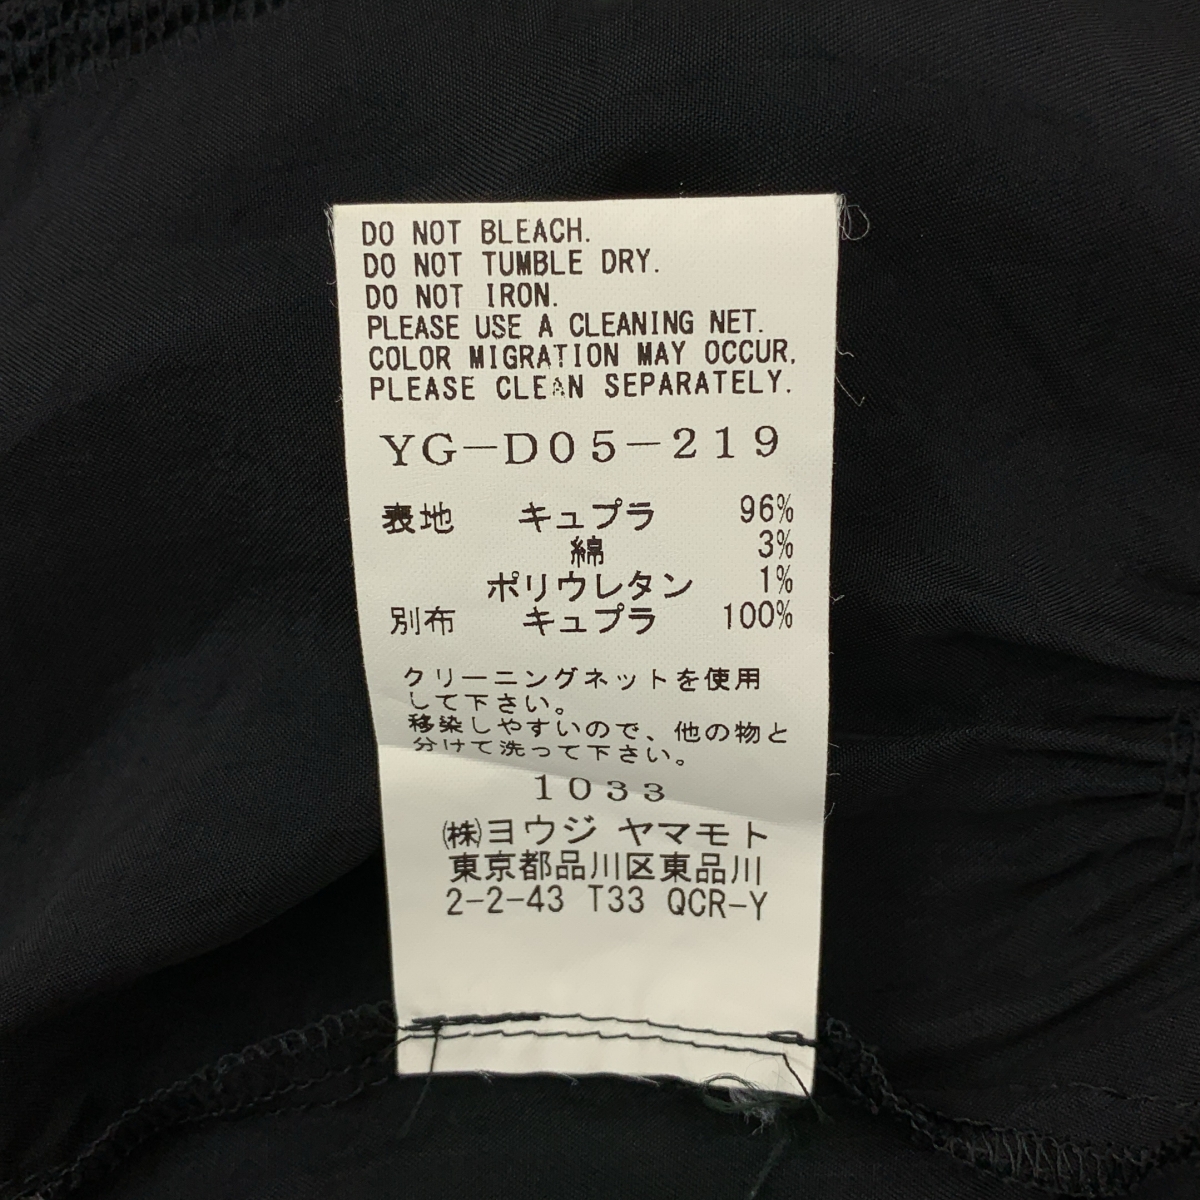 DO NOT BLEACH.
DO NOT TUMBLE DRY.
DO NOT IRON.
PLEASE USE A CLEANING NET.
COLOR MIGRATION MAY OCCUR.
PLEASE CLEAN SEPARATELY.
YG-D05-219
表地 キュプラ 96%
綿 3%
ポリウレタン 1%
別布 キュプラ 100%
クリーニングネットを使用
して下さい。
移染しやすいので、他の物と
分けて洗って下さい。
1033
㈱ヨウジ ヤマモト
東京都品川区東品川
2-2-43 T33 QCR-Y